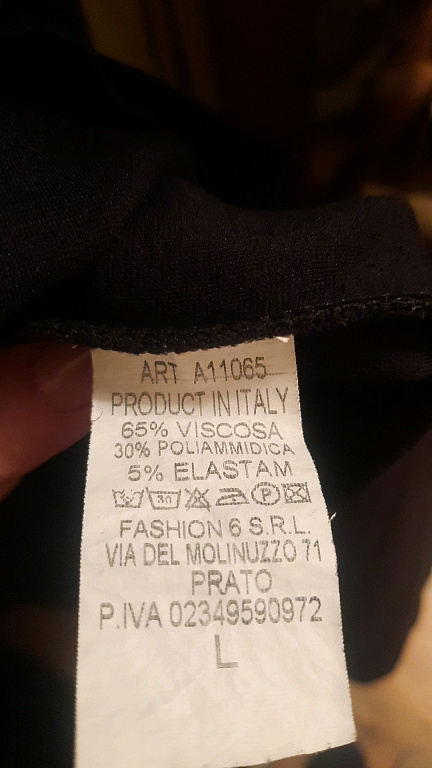 ART A11065
PRODUCT IN ITALY
65% VISCOSA
30% POLIAMMIDICA
5% ELASTAM
30 P
FASHION 6 S.R.L.
VIA DEL MOLINUZZO 71
PRATO
P.IVA 02349590972
L